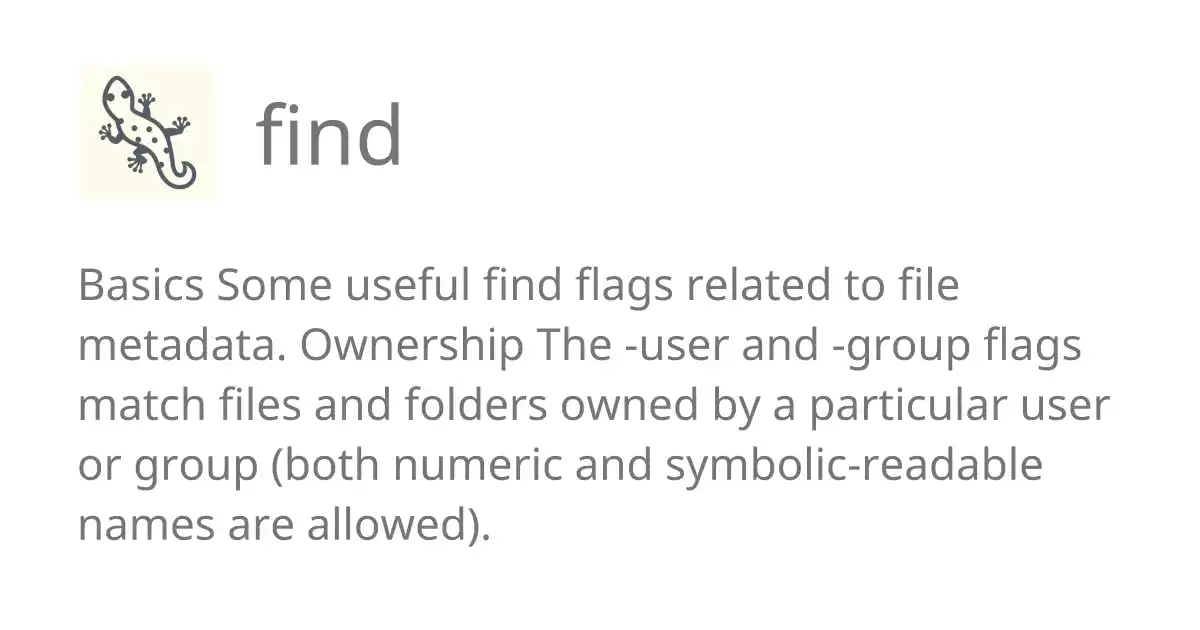 find
Basics Some useful find flags related to file
metadata. Ownership The -user and -group flags
match files and folders owned by a particular user
or group (both numeric and symbolic-readable
names are allowed).